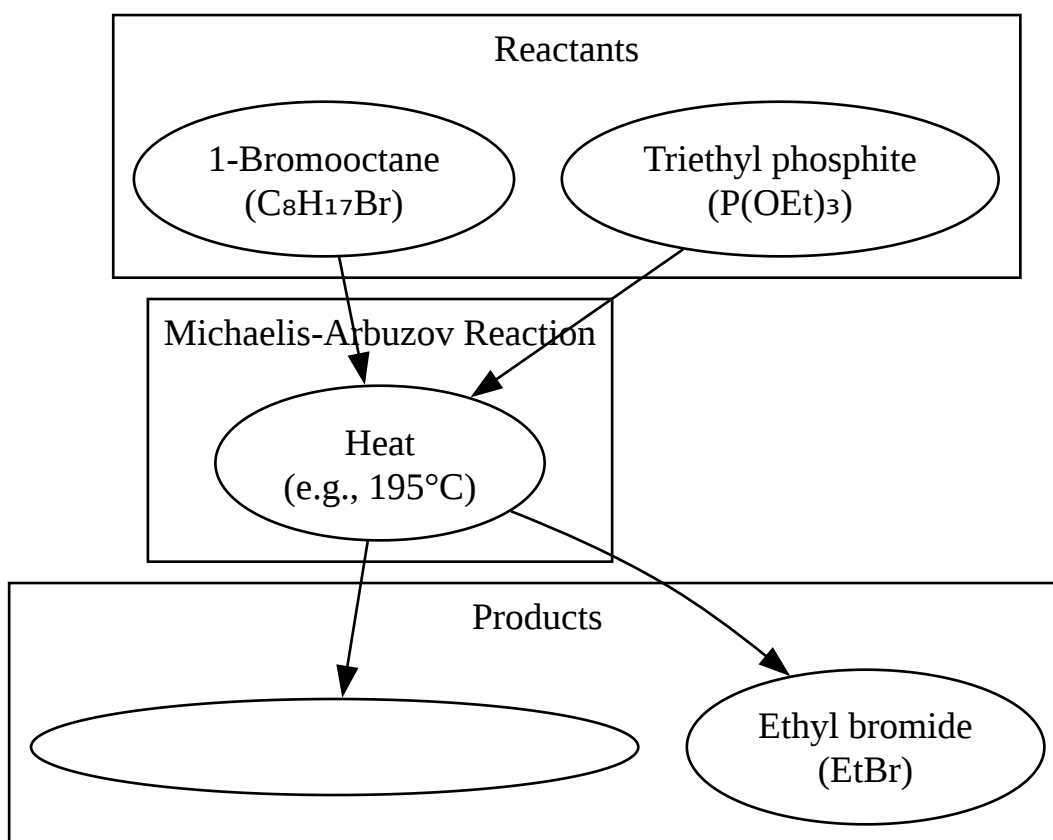 Reactants
1-Bromooctane
(C₈H₁₇Br)
Triethyl phosphite
(P(OEt)₃)
Michaelis-Arbuzov Reaction
Heat
(e.g., 195°C)
Products
Ethyl bromide
(EtBr)